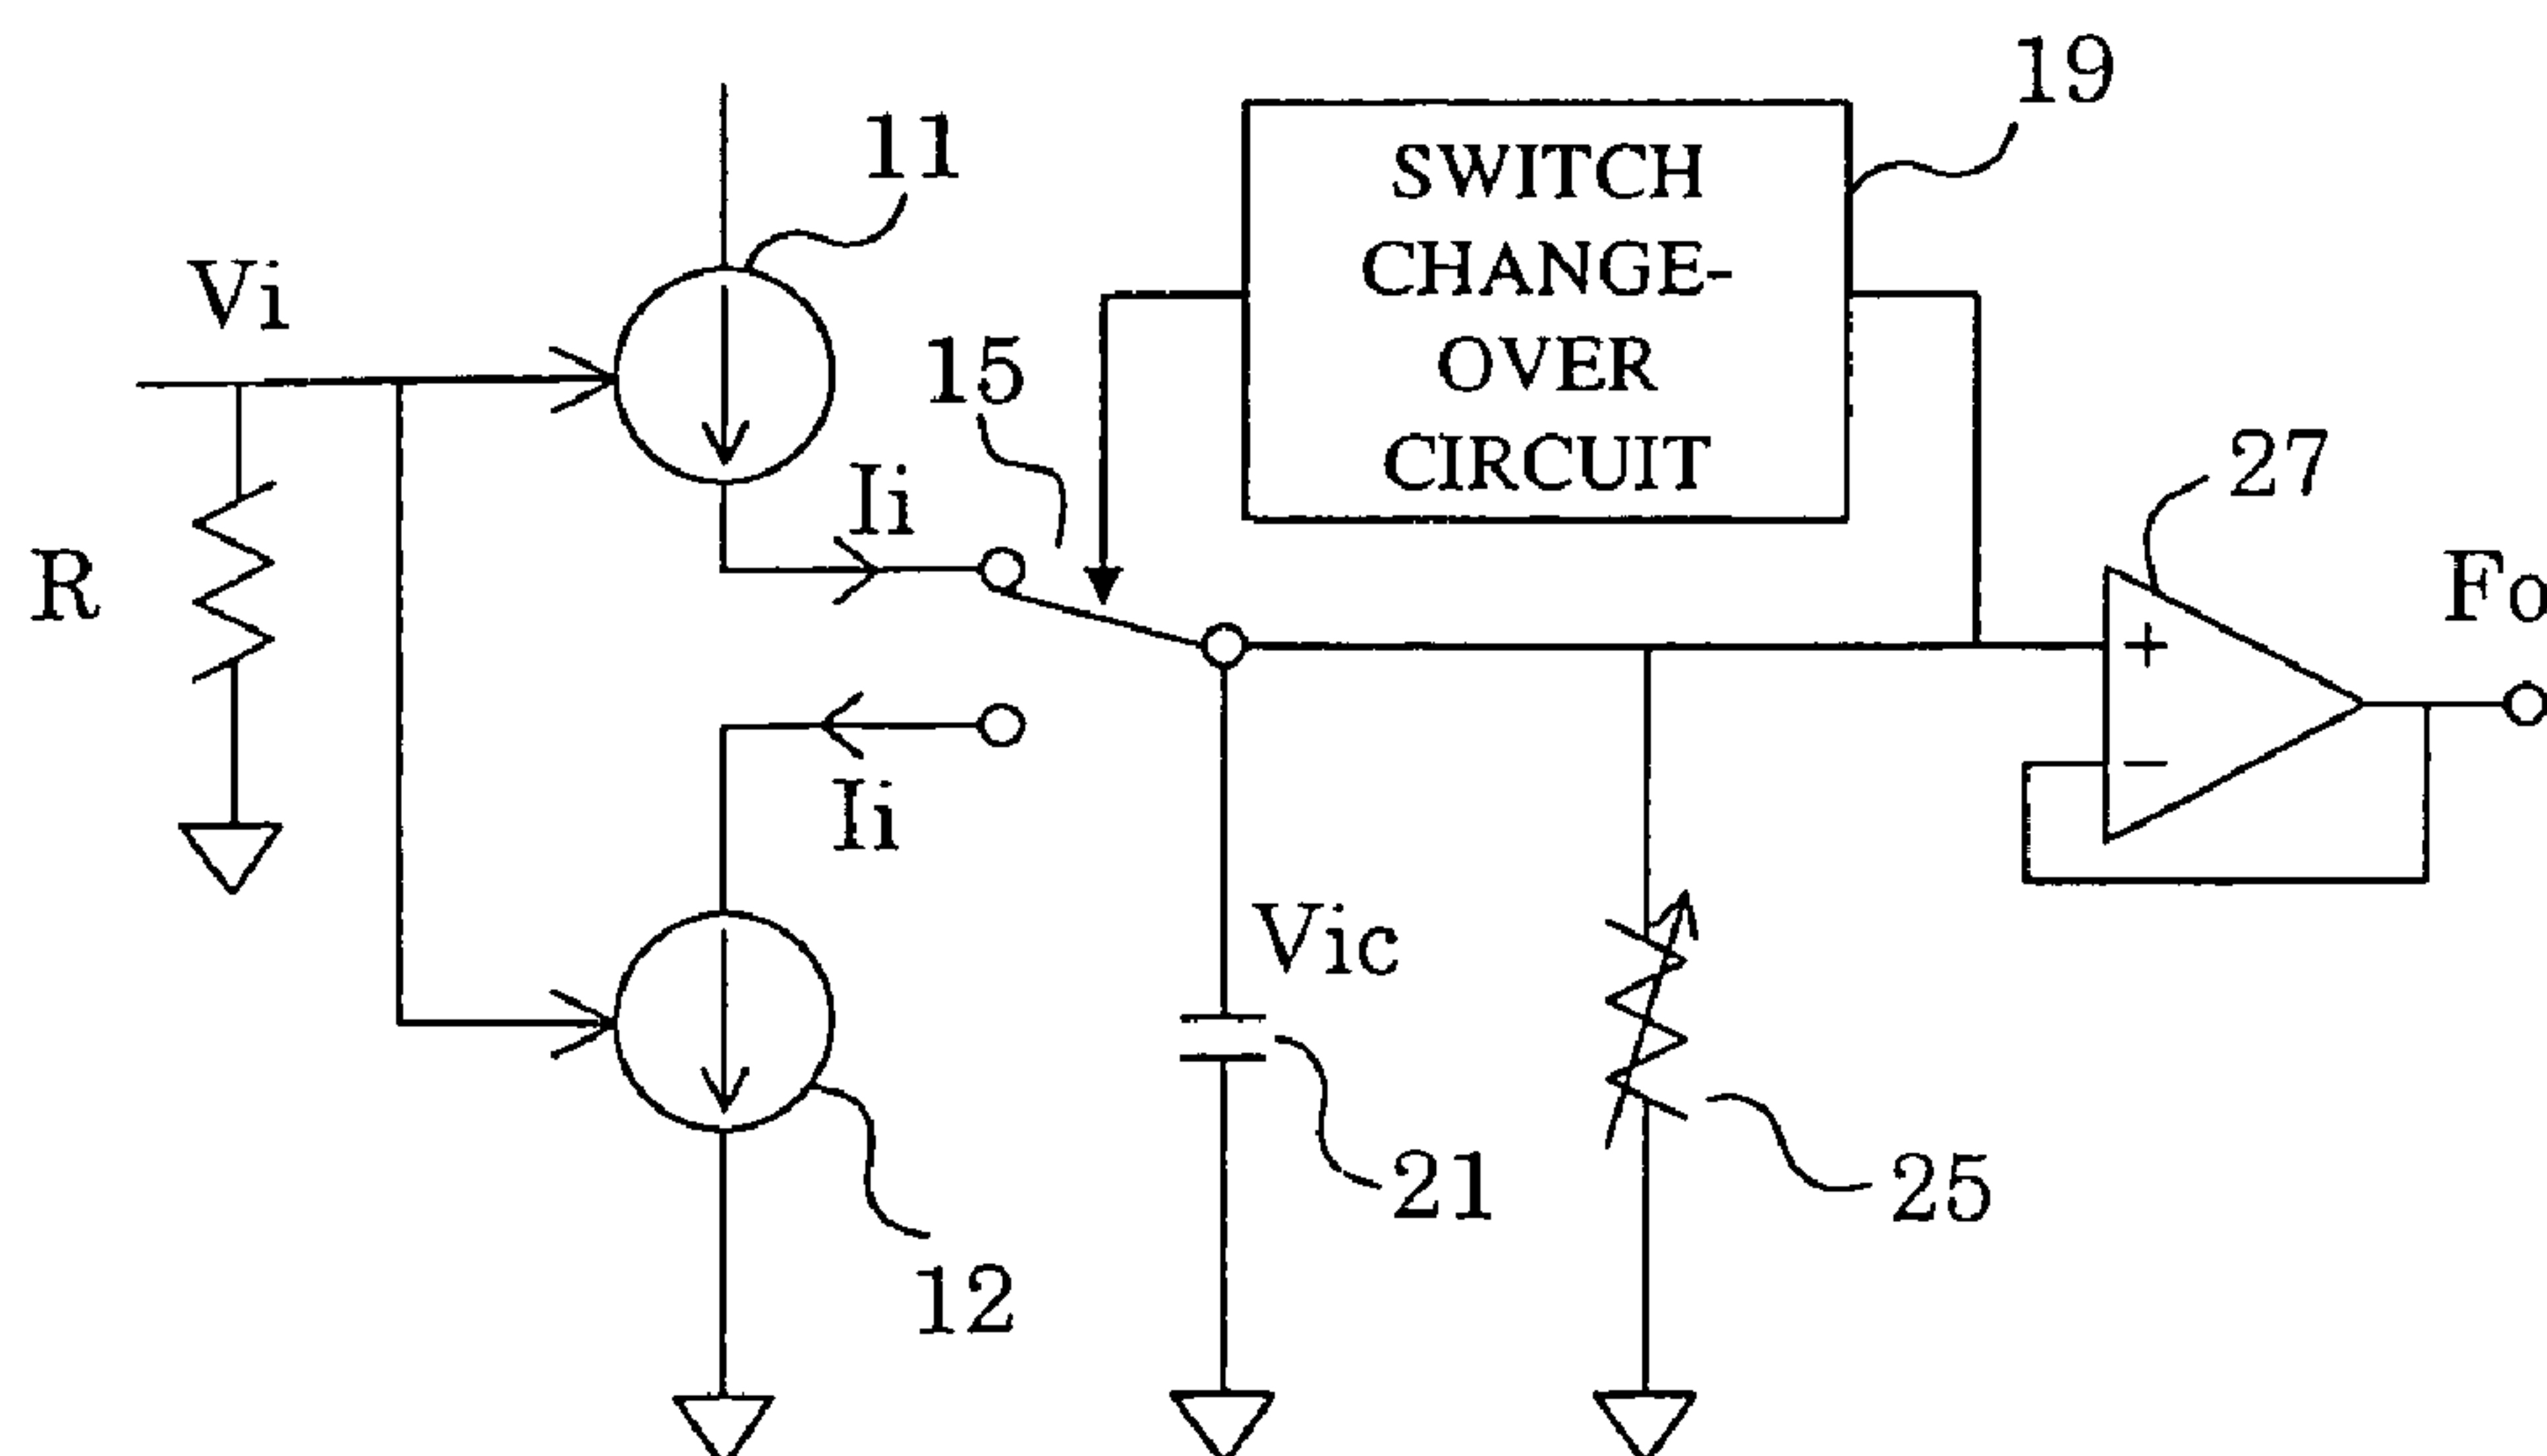 19
SWITCH
CHANGE-
OVER
CIRCUIT
11
Vi
15
27
Ii
R
Fo
+
−
Ii
Vic
21
25
12